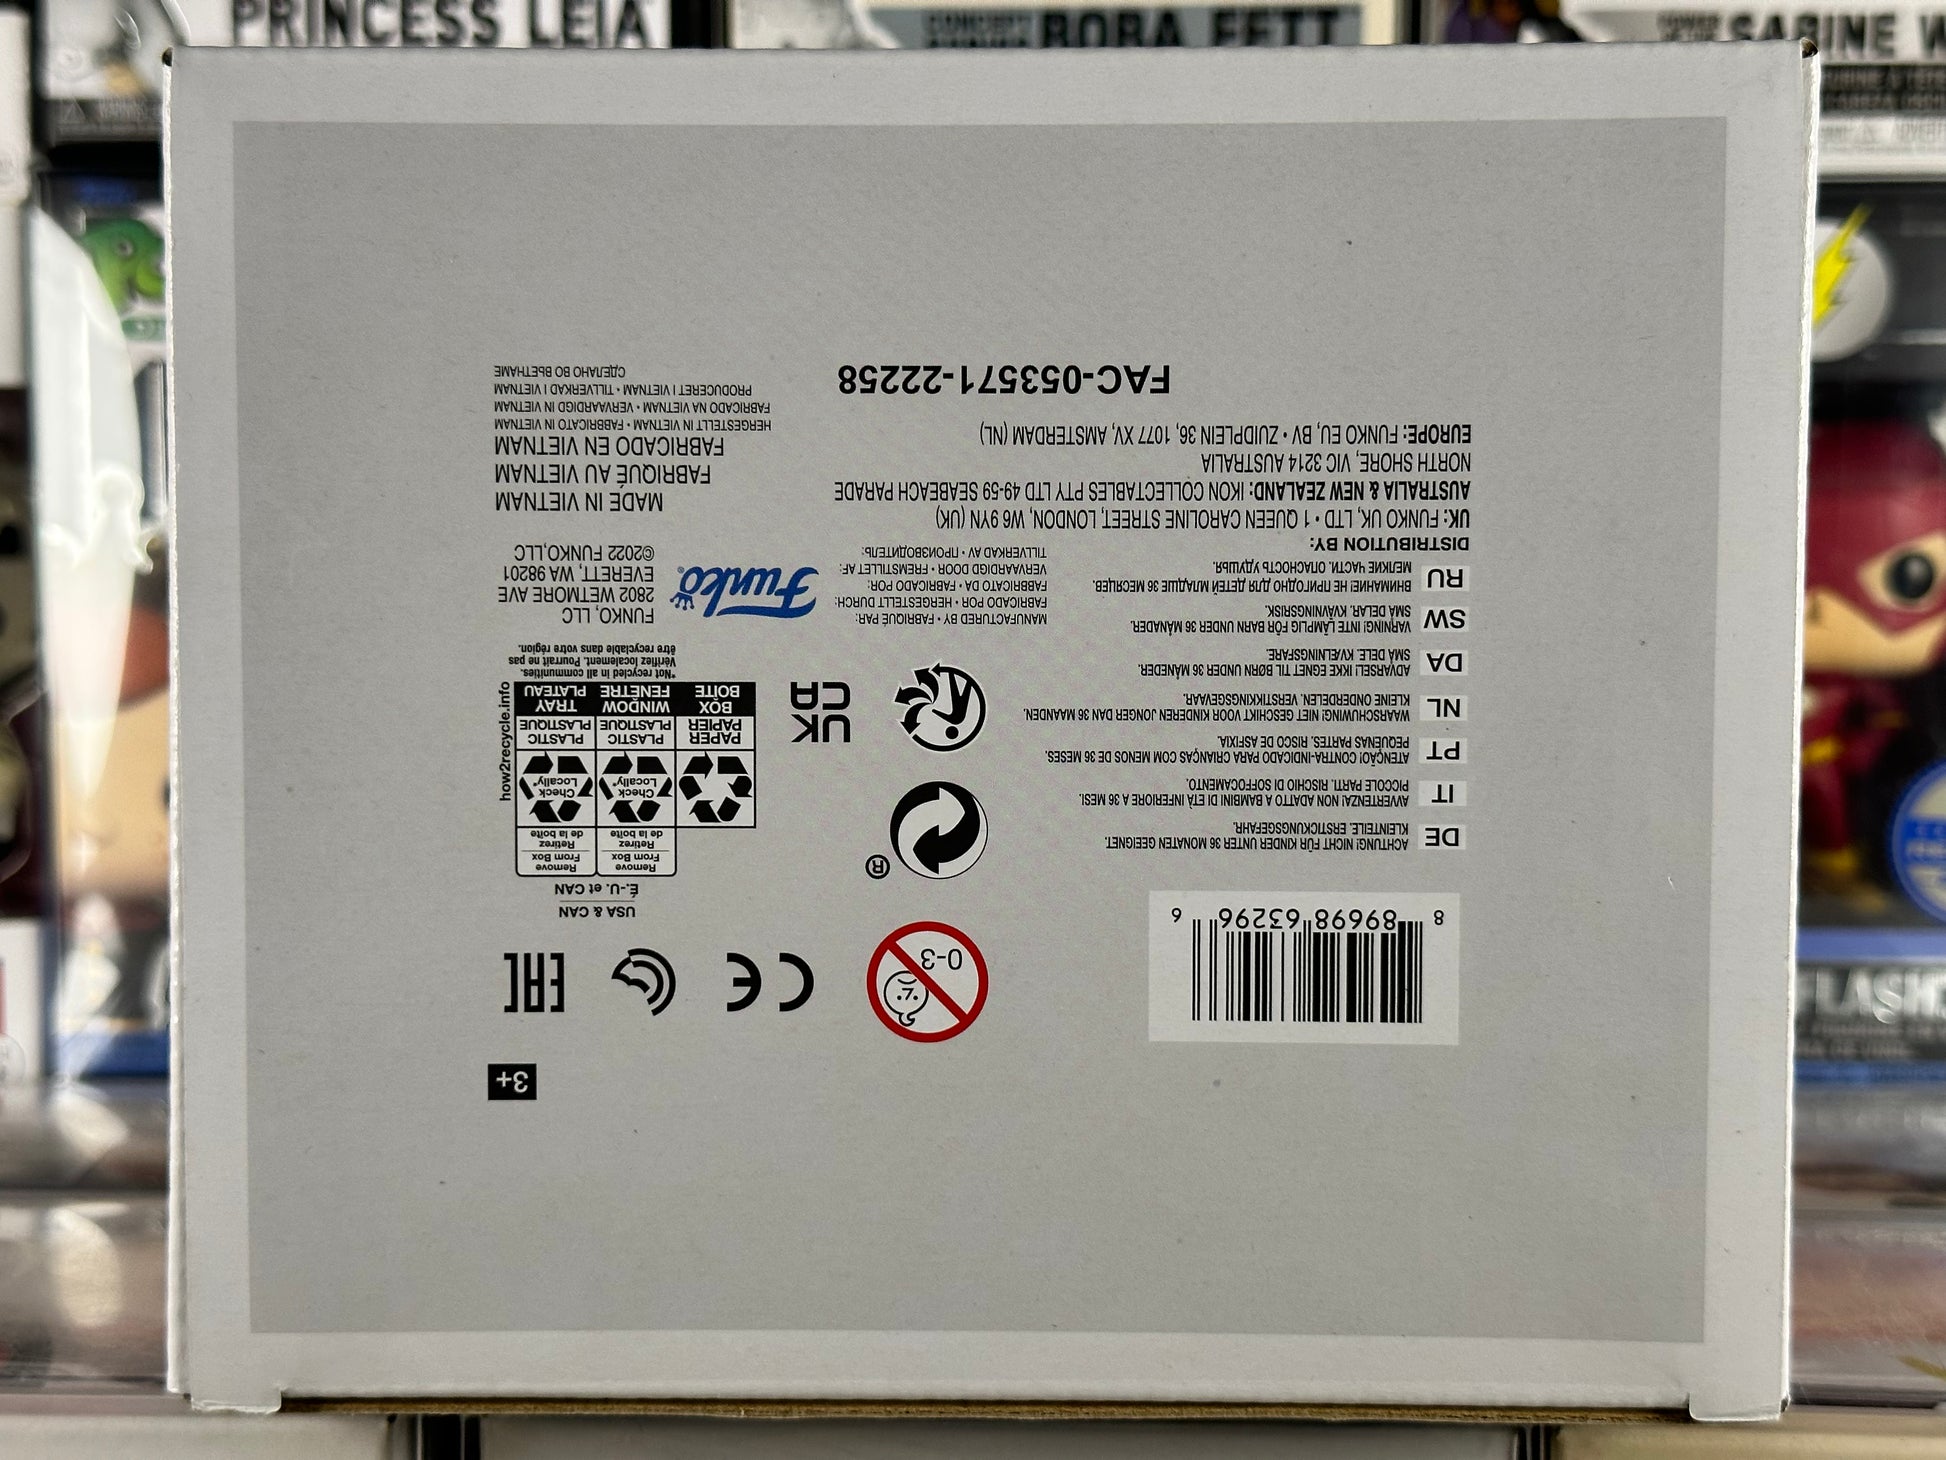 PRINCESS LEIA
CONCEPT
BOBA FETT
SABINE W
FLASH
3+
8 89698 63296 6
0-3
CE
EAC
USA & CAN
É.-U. et CAN
Remove
From Box
Retirez
de la boîte
Remove
From Box
Retirez
de la boîte
Check
Locally*
Check
Locally*
PAPER
PAPIER
BOX
BOÎTE
PLASTIC
PLASTIQUE
WINDOW
FENÊTRE
PLASTIC
PLASTIQUE
TRAY
PLATEAU
how2recycle.info
*Not recycled in all communities.
Vérifiez localement. Pourrait ne pas
être recyclable dans votre région.
®
UK
CA
DE
ACHTUNG! NICHT FÜR KINDER UNTER 36 MONATEN GEEIGNET.
KLEINTEILE. ERSTICKUNGSGEFAHR.
IT
AVVERTENZA! NON ADATTO A BAMBINI DI ETÀ INFERIORE A 36 MESI.
PICCOLE PARTI. RISCHIO DI SOFFOCAMENTO.
PT
ATENÇÃO! CONTRA-INDICADO PARA CRIANÇAS COM MENOS DE 36 MESES.
PEQUENAS PARTES. RISCO DE ASFIXIA.
NL
WAARSCHUWING! NIET GESCHIKT VOOR KINDEREN JONGER DAN 36 MAANDEN.
KLEINE ONDERDELEN. VERSTIKKINGSGEVAAR.
DA
ADVARSEL! IKKE EGNET TIL BØRN UNDER 36 MÅNEDER.
SMÅ DELE. KVÆLNINGSFARE.
SW
VARNING! INTE LÄMPLIG FÖR BARN UNDER 36 MÅNADER.
SMÅ DELAR. KVÄVNINGSRISK.
RU
ВНИМАНИЕ! НЕ ПРИГОДНО ДЛЯ ДЕТЕЙ МЛАДШЕ 36 МЕСЯЦЕВ.
МЕЛКИЕ ЧАСТИ. ОПАСНОСТЬ УДУШЬЯ.
MANUFACTURED BY • FABRIQUÉ PAR:
FABRICADO POR • HERGESTELLT DURCH:
FABBRICATO DA • FABRICADO POR:
VERVAARDIGD DOOR • FREMSTILLET AF:
TILLVERKAD AV • ПРОИЗВОДИТЕЛЬ:
Funko®
FUNKO, LLC
2802 WETMORE AVE
EVERETT, WA 98201
©2022 FUNKO,LLC
DISTRIBUTION BY:
UK: FUNKO UK, LTD • 1 QUEEN CAROLINE STREET, LONDON, W6 9YN (UK)
AUSTRALIA & NEW ZEALAND: IKON COLLECTABLES PTY LTD 49-59 SEABEACH PARADE
NORTH SHORE, VIC 3214 AUSTRALIA
EUROPE: FUNKO EU, BV • ZUIDPLEIN 36, 1077 XV, AMSTERDAM (NL)
FAC-053571-22258
MADE IN VIETNAM
FABRIQUÉ AU VIETNAM
FABRICADO EN VIETNAM
HERGESTELLT IN VIETNAM • FABBRICATO IN VIETNAM
FABRICADO NA VIETNAM • VERVAARDIGD IN VIETNAM
PRODUCERET I VIETNAM • TILLVERKAD I VIETNAM
СДЕЛАНО ВО ВЬЕТНАМЕ